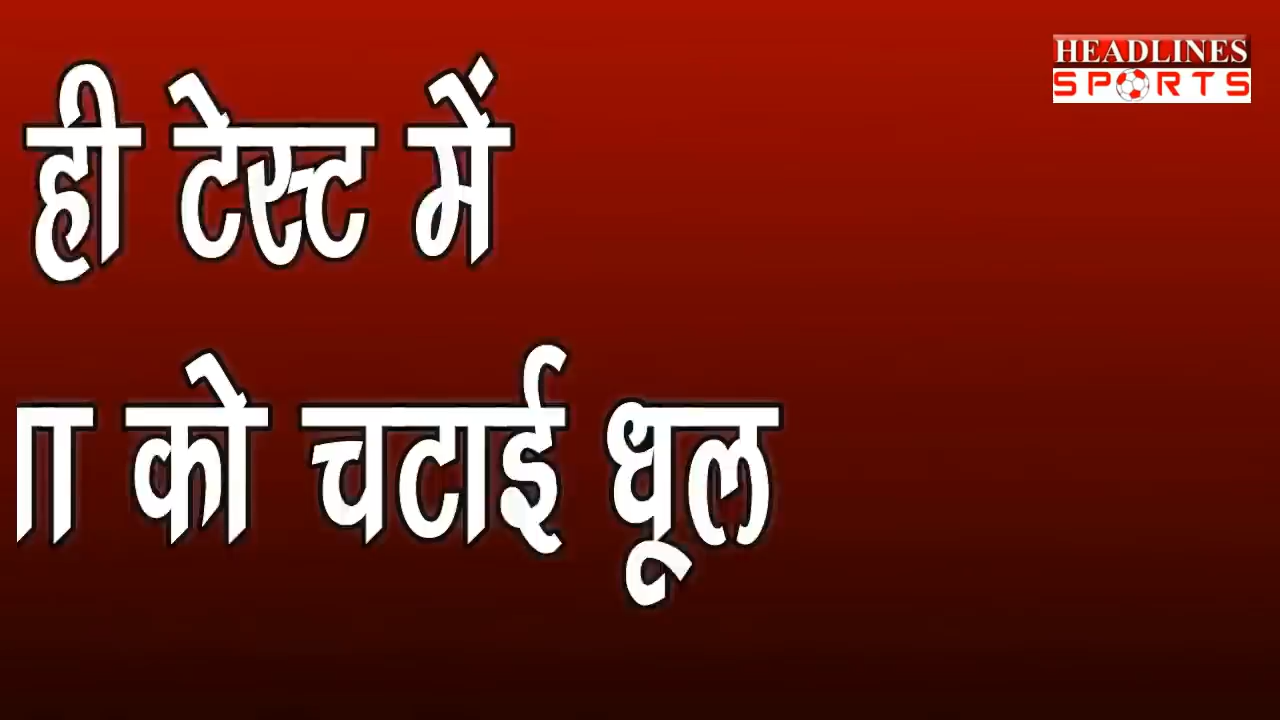 HEADLINES
SPORTS
ही टेस्ट में
को चटाई धूल